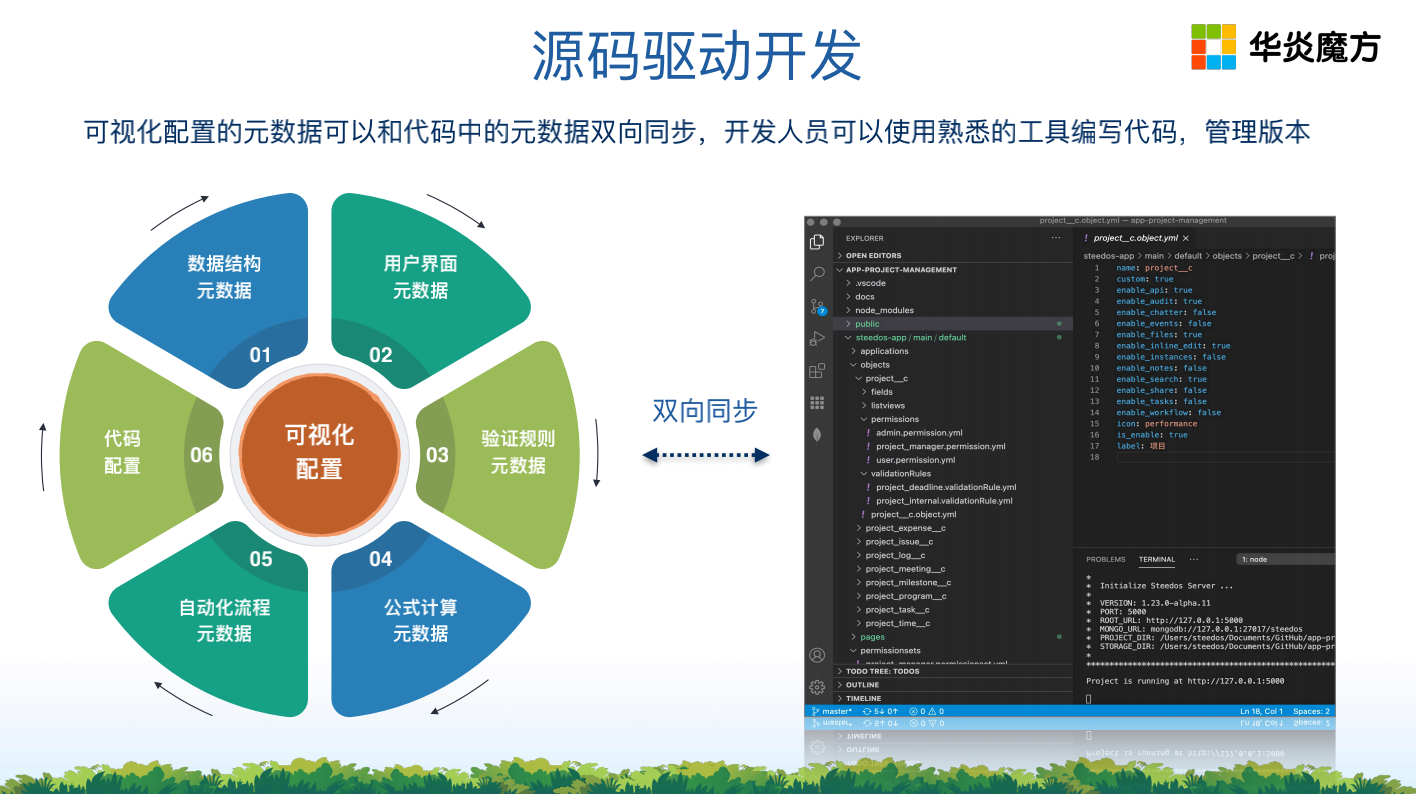 源码驱动开发
华炎魔方
可视化配置的元数据可以和代码中的元数据双向同步，开发人员可以使用熟悉的工具编写代码，管理版本
数据结构
元数据
01
用户界面
元数据
02
验证规则
元数据
03
公式计算
元数据
04
自动化流程
元数据
05
代码
配置
06
可视化
配置
双向同步
project__c.object.yml — app-project-management
EXPLORER
OPEN EDITORS
APP-PROJECT-MANAGEMENT
.vscode
docs
node_modules
public
steedos-app / main / default
applications
objects
project__c
fields
listviews
permissions
! admin.permission.yml
! project_manager.permission.yml
! user.permission.yml
validationRules
! project_deadline.validationRule.yml
! project_internal.validationRule.yml
! project__c.object.yml
project_expense__c
project_issue__c
project_log__c
project_meeting__c
project_milestone__c
project_program__c
project_task__c
project_time__c
pages
permissionsets
TODO TREE: TODOS
OUTLINE
TIMELINE
7
! project__c.object.yml ×
steedos-app > main > default > objects > project__c > ! proj
1 name: project__c
2 custom: true
3 enable_api: true
4 enable_audit: true
5 enable_chatter: false
6 enable_events: false
7 enable_files: true
8 enable_inline_edit: true
9 enable_instances: false
10 enable_notes: false
11 enable_search: true
12 enable_share: false
13 enable_tasks: false
14 enable_workflow: false
15 icon: performance
16 is_enable: true
17 label: 项目
18
PROBLEMS TERMINAL ··· 1: node
*
* Initialize Steedos Server ...
*
* VERSION: 1.23.0-alpha.11
* PORT: 5000
* ROOT_URL: http://127.0.0.1:5000
* MONGO_URL: mongodb://127.0.0.1:27017/steedos
* PROJECT_DIR: /Users/steedos/Documents/GitHub/app-pr
* STORAGE_DIR: /Users/steedos/Documents/GitHub/app-pr
*
Project is running at http://127.0.0.1:5000
master* 5↓ 0↑ 0 0 Ln 18, Col 1 Spaces: 2